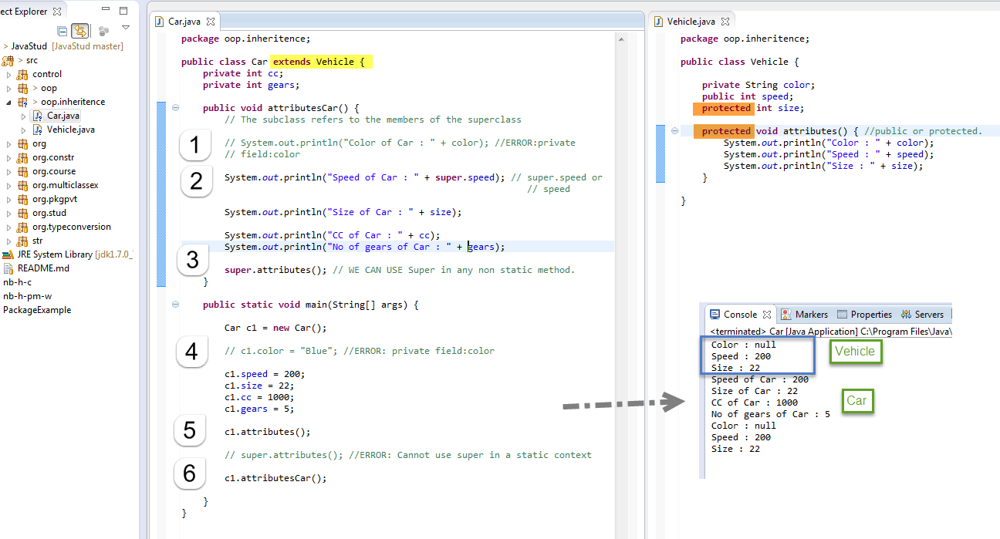 ect Explorer
> JavaStud [JavaStud master]
> src
control
> oop
> oop.inheritence
Car.java
Vehicle.java
org
org.constr
org.course
org.multiclassex
org.pkgpvt
org.stud
org.typeconversion
str
JRE System Library [jdk1.7.0_
README.md
nb-h-c
nb-h-pm-w
PackageExample
Car.java
package oop.inheritence;
public class Car extends Vehicle {
private int cc;
private int gears;
public void attributesCar() {
// The subclass refers to the members of the superclass
1
// System.out.println("Color of Car : " + color); //ERROR:private
// field:color
2
System.out.println("Speed of Car : " + super.speed); // super.speed or
// speed
System.out.println("Size of Car : " + size);
System.out.println("CC of Car : " + cc);
System.out.println("No of gears of Car : " + gears);
3
super.attributes(); // WE CAN USE Super in any non static method.
}
public static void main(String[] args) {
Car c1 = new Car();
4
// c1.color = "Blue"; //ERROR: private field:color
c1.speed = 200;
c1.size = 22;
c1.cc = 1000;
c1.gears = 5;
5
c1.attributes();
// super.attributes(); //ERROR: Cannot use super in a static context
6
c1.attributesCar();
}
}
Vehicle.java
package oop.inheritence;
public class Vehicle {
private String color;
public int speed;
protected int size;
protected void attributes() { //public or protected.
System.out.println("Color : " + color);
System.out.println("Speed : " + speed);
System.out.println("Size : " + size);
}
}
Console Markers Properties Servers
<terminated> Car [Java Application] C:\Program Files\Java\
Color : null
Speed : 200
Size : 22
Vehicle
Speed of Car : 200
Size of Car : 22
CC of Car : 1000
No of gears of Car : 5
Color : null
Speed : 200
Size : 22
Car